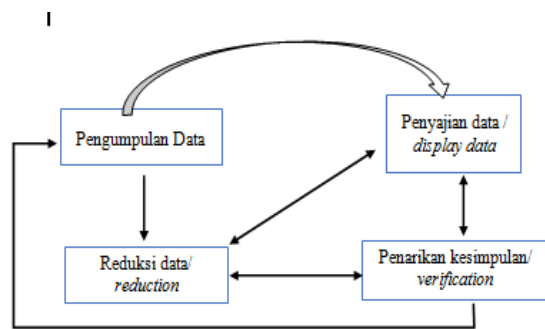 I
Pengumpulan Data
Penyajian data /
display data
Reduksi data/
reduction
Penarikan kesimpulan/
verification